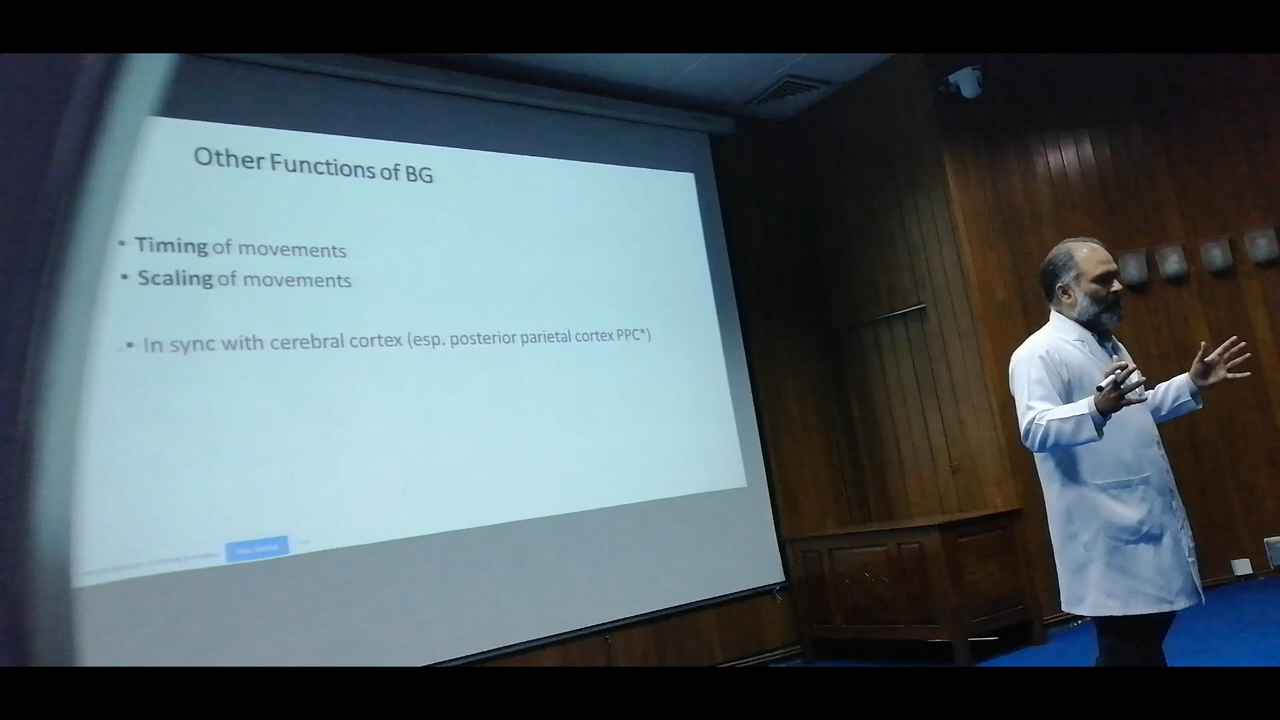 Other Functions of BG
• Timing of movements
• Scaling of movements
• In sync with cerebral cortex (esp. posterior parietal cortex PPC*)